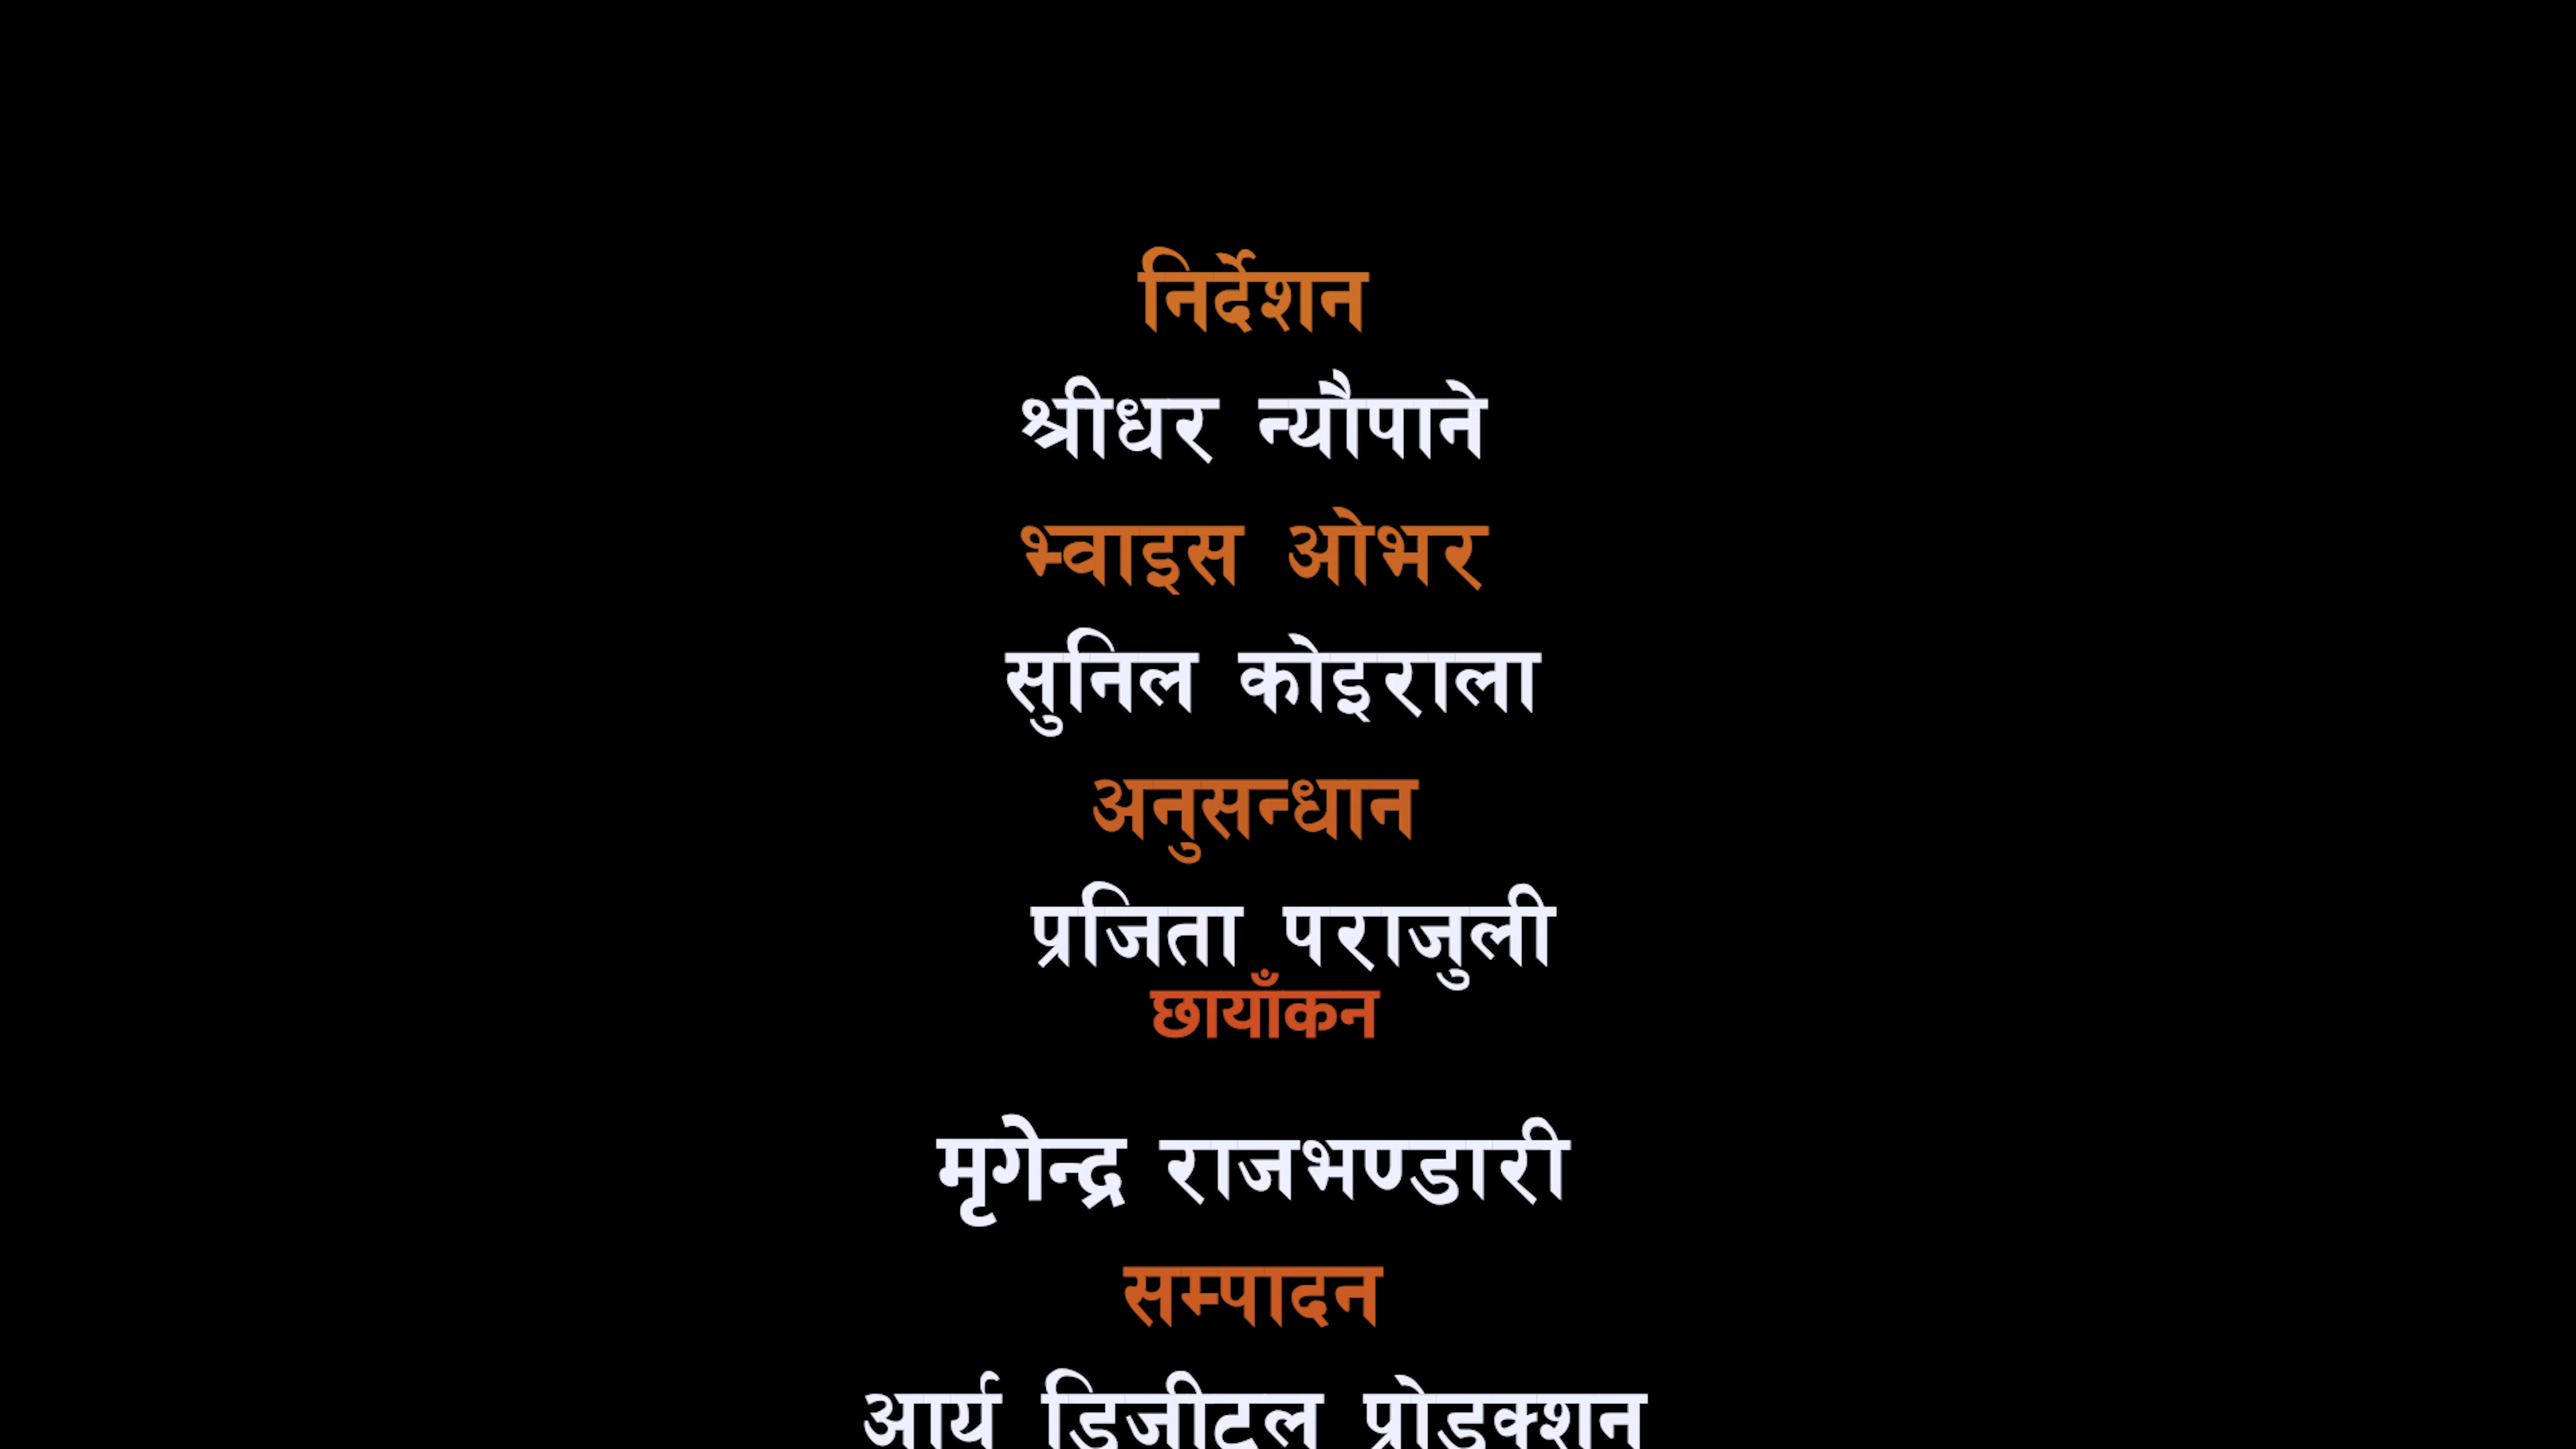 निर्देशन
श्रीधर न्यौपाने
भ्वाइस ओभर
सुनिल कोइराला
अनुसन्धान
प्रजिता पराजुली
छायाँकन
मृगेन्द्र राजभण्डारी
सम्पादन
आर्य डिजीटल प्रोडक्शन